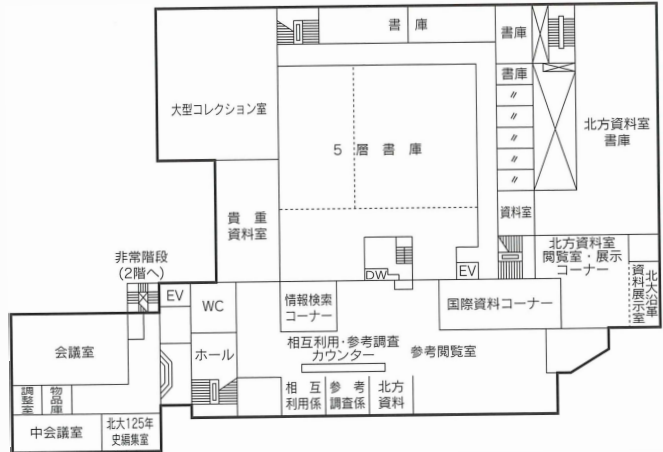 書　庫
書庫
大型コレクション室
書庫
〃
〃
〃
〃
〃
北方資料室
書庫
5　層　書　庫
資料室
貴　重
資料室
北方資料室
閲覧室・展示
コーナー
非常階段
(2階へ)
DW
EV
北大沿革
資料展示室
EV
WC
情報検索
コーナー
国際資料コーナー
会議室
ホール
相互利用・参考調査
カウンター
参考閲覧室
調整室
物品庫
相　互
利用係
参　考
調査係
北方
資料
中会議室
北大125年
史編集室